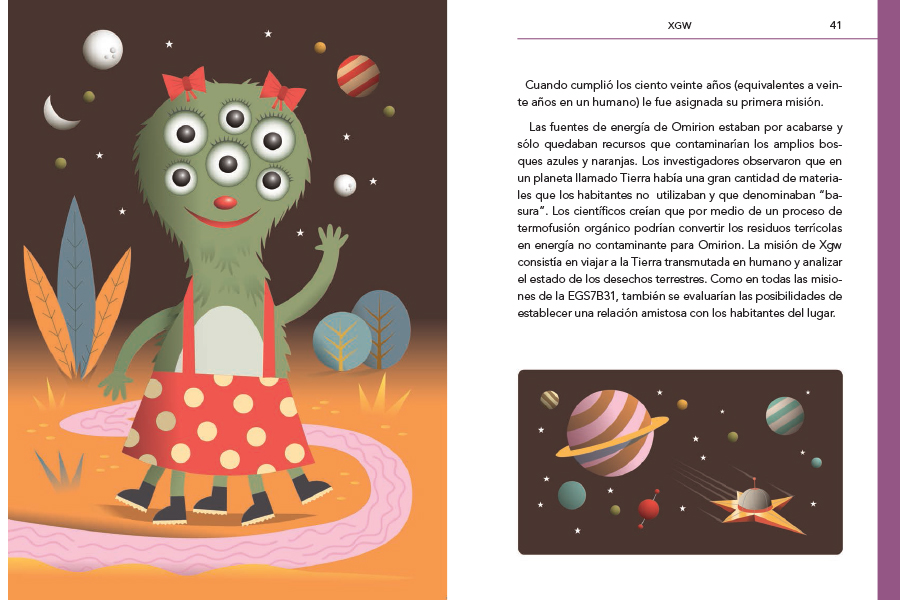 XGW
41
Cuando cumplió los ciento veinte años (equivalentes a vein-
te años en un humano) le fue asignada su primera misión.
Las fuentes de energía de Omirion estaban por acabarse y
sólo quedaban recursos que contaminarían los amplios bos-
ques azules y naranjas. Los investigadores observaron que en
un planeta llamado Tierra había una gran cantidad de materia-
les que los habitantes no  utilizaban y que denominaban “ba-
sura”. Los científicos creían que por medio de un proceso de
termofusión orgánico podrían convertir los residuos terrícolas
en energía no contaminante para Omirion. La misión de Xgw
consistía en viajar a la Tierra transmutada en humano y analizar
el estado de los desechos terrestres. Como en todas las misio-
nes de la EGS7B31, también se evaluarían las posibilidades de
establecer una relación amistosa con los habitantes del lugar.